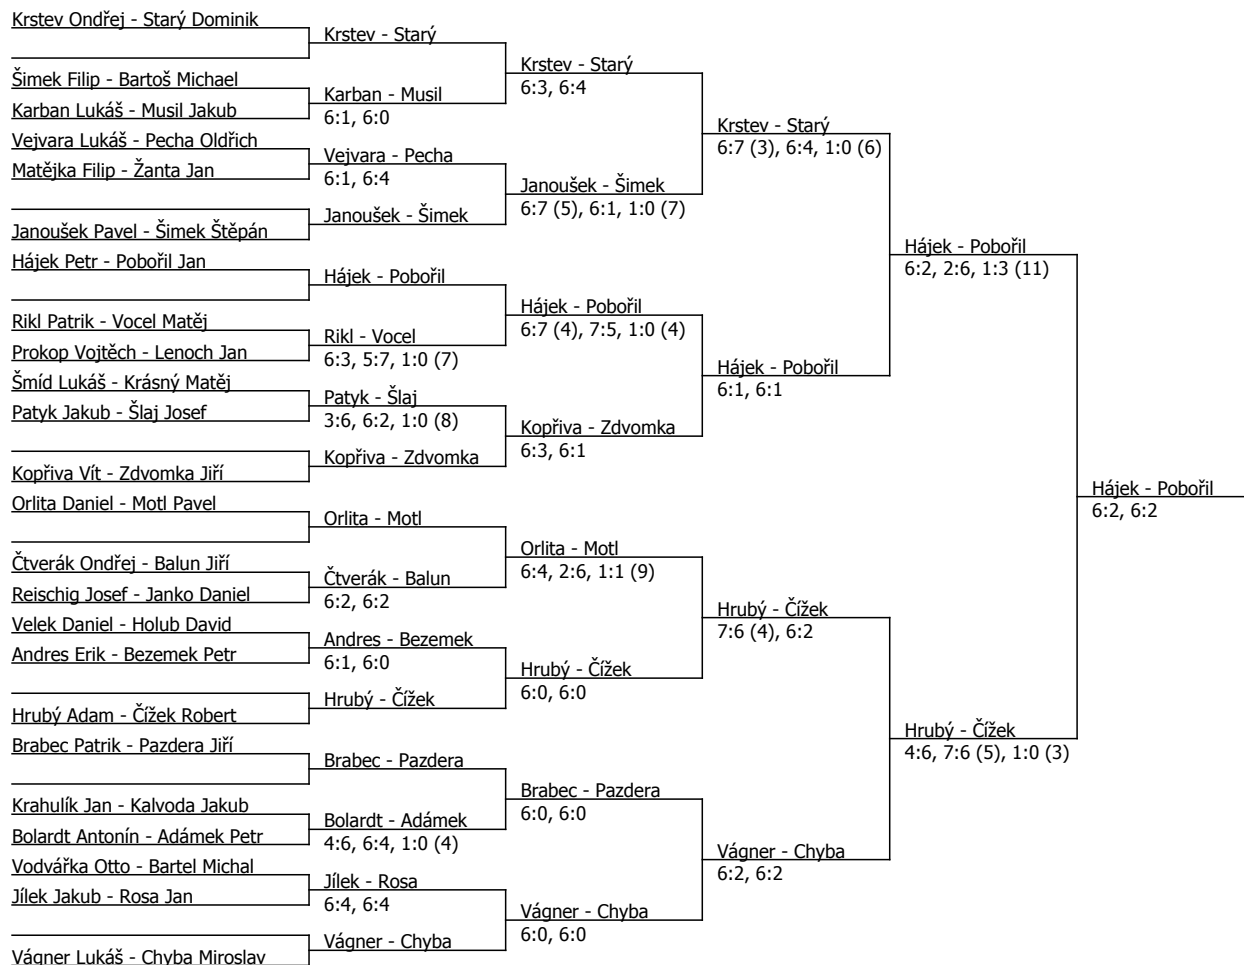 Krstev Ondřej - Starý Dominik
Šimek Filip - Bartoš Michael
Karban Lukáš - Musil Jakub
Vejvara Lukáš - Pecha Oldřich
Matějka Filip - Žanta Jan
Janoušek Pavel - Šimek Štěpán
Hájek Petr - Pobořil Jan
Rikl Patrik - Vocel Matěj
Prokop Vojtěch - Lenoch Jan
Šmíd Lukáš - Krásný Matěj
Patyk Jakub - Šlaj Josef
Kopřiva Vít - Zdvomka Jiří
Orlita Daniel - Motl Pavel
Čtverák Ondřej - Balun Jiří
Reischig Josef - Janko Daniel
Velek Daniel - Holub David
Andres Erik - Bezemek Petr
Hrubý Adam - Čížek Robert
Brabec Patrik - Pazdera Jiří
Krahulík Jan - Kalvoda Jakub
Bolardt Antonín - Adámek Petr
Vodvářka Otto - Bartel Michal
Jílek Jakub - Rosa Jan
Vágner Lukáš - Chyba Miroslav
Krstev - Starý
Karban - Musil
6:1, 6:0
Vejvara - Pecha
6:1, 6:4
Janoušek - Šimek
Hájek - Pobořil
Rikl - Vocel
6:3, 5:7, 1:0 (7)
Patyk - Šlaj
3:6, 6:2, 1:0 (8)
Kopřiva - Zdvomka
Orlita - Motl
Čtverák - Balun
6:2, 6:2
Andres - Bezemek
6:1, 6:0
Hrubý - Čížek
Brabec - Pazdera
Bolardt - Adámek
4:6, 6:4, 1:0 (4)
Jílek - Rosa
6:4, 6:4
Vágner - Chyba
Krstev - Starý
6:3, 6:4
Janoušek - Šimek
6:7 (5), 6:1, 1:0 (7)
Hájek - Pobořil
6:7 (4), 7:5, 1:0 (4)
Kopřiva - Zdvomka
6:3, 6:1
Orlita - Motl
6:4, 2:6, 1:1 (9)
Hrubý - Čížek
6:0, 6:0
Brabec - Pazdera
6:0, 6:0
Vágner - Chyba
6:0, 6:0
Krstev - Starý
6:7 (3), 6:4, 1:0 (6)
Hájek - Pobořil
6:1, 6:1
Hrubý - Čížek
7:6 (4), 6:2
Vágner - Chyba
6:2, 6:2
Hájek - Pobořil
6:2, 2:6, 1:3 (11)
Hrubý - Čížek
4:6, 7:6 (5), 1:0 (3)
Hájek - Pobořil
6:2, 6:2